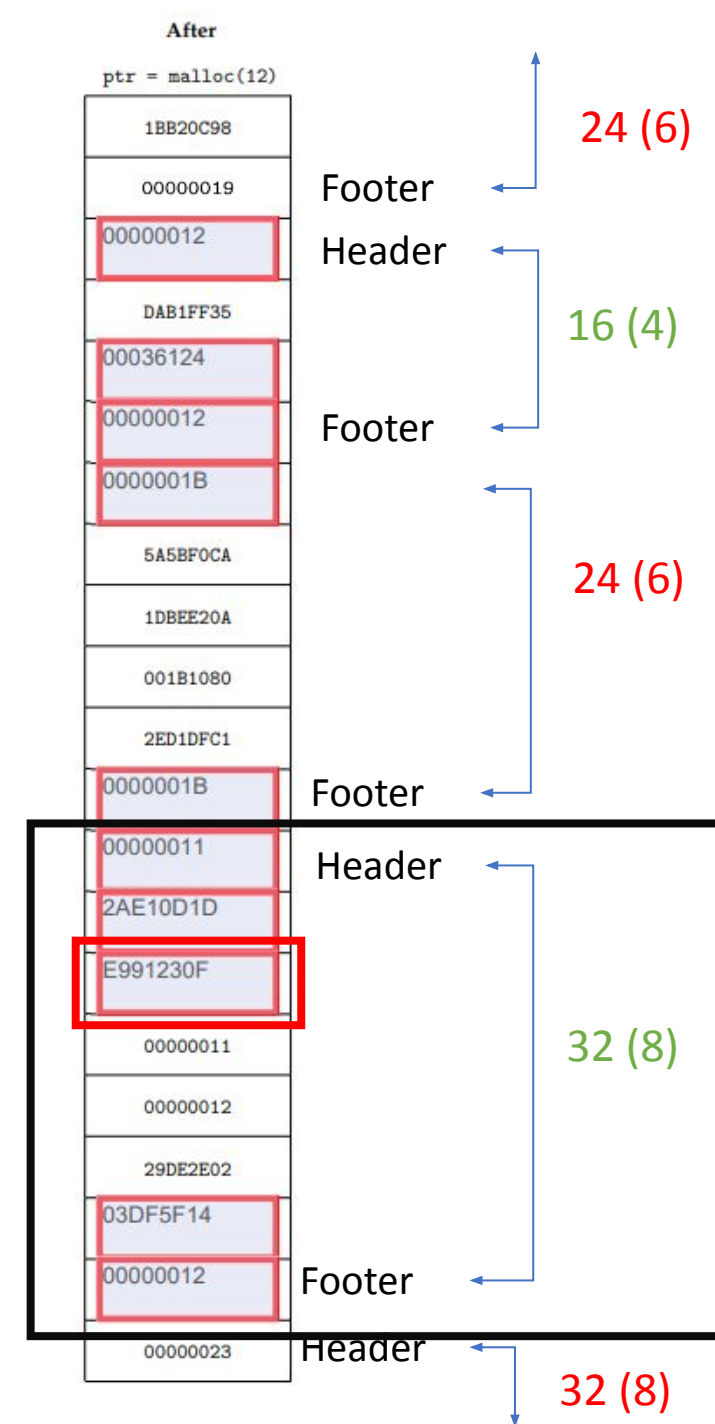 After
ptr = malloc(12)
1BB20C98
24 (6)
00000019 Footer
00000012 Header
DAB1FF35
16 (4)
00036124
00000012 Footer
0000001B
5A5BF0CA
24 (6)
1DBEE20A
001B1080
2ED1DFC1
0000001B Footer
00000011 Header
2AE10D1D
E991230F
00000011
32 (8)
00000012
29DE2E02
03DF5F14
00000012 Footer
00000023 Header
32 (8)